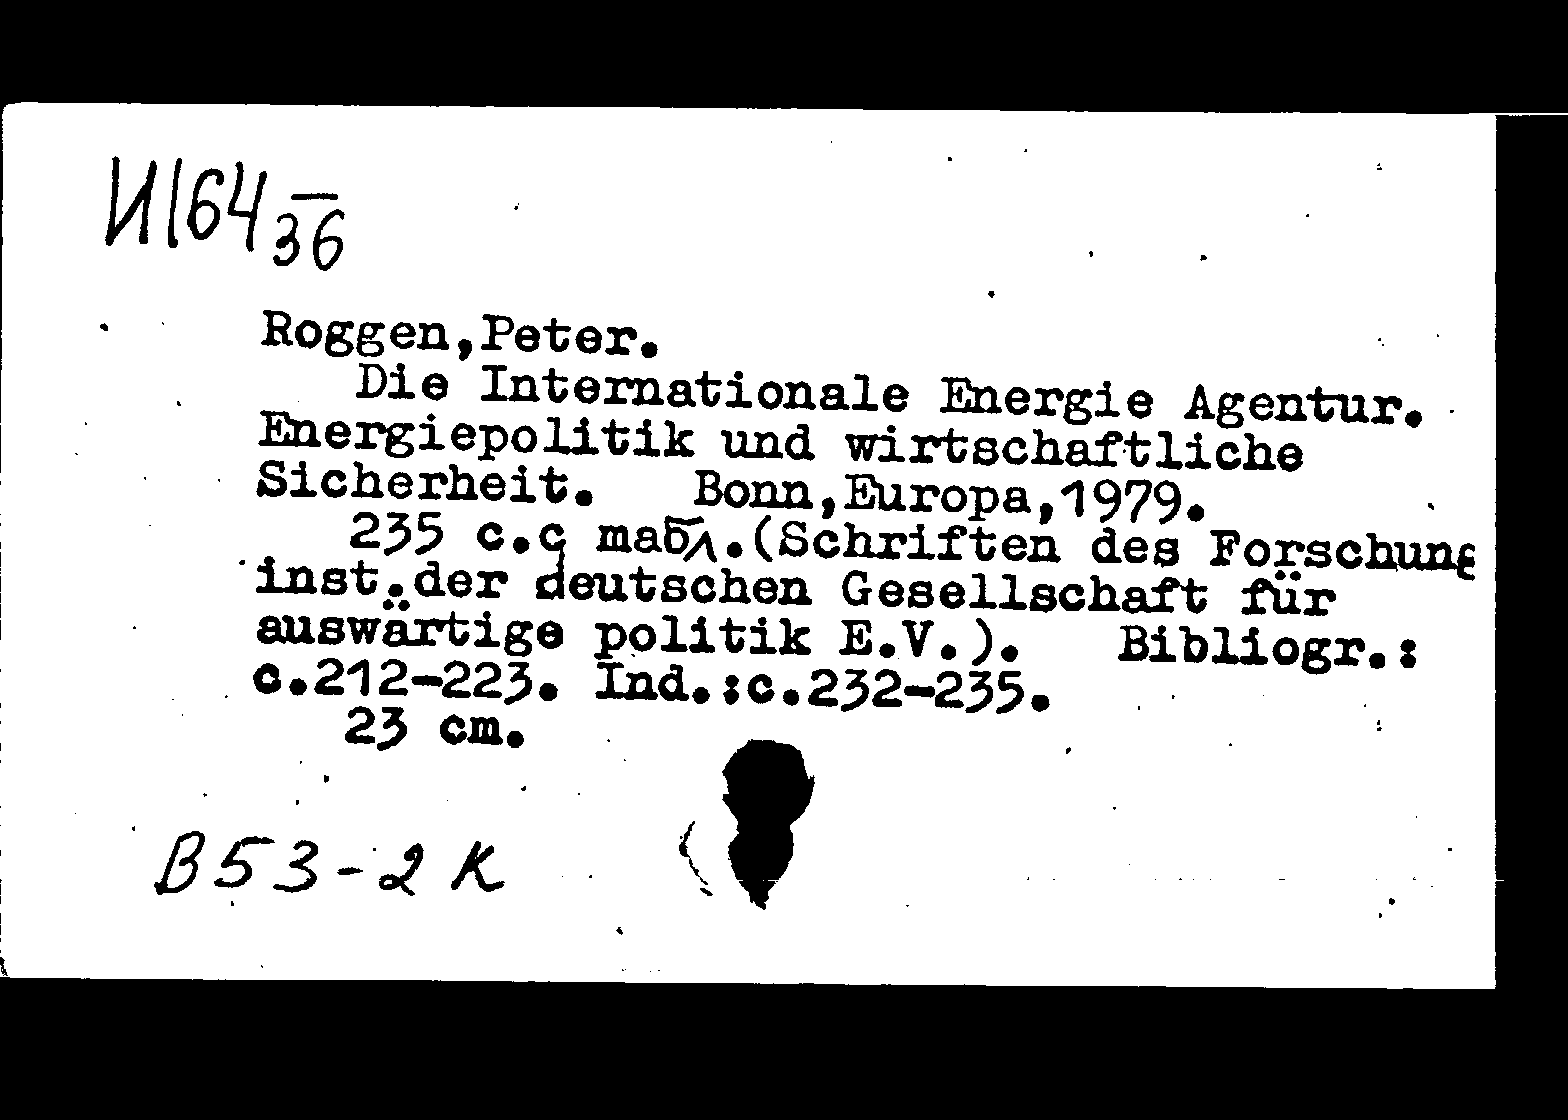 И164 36
Roggen,Peter.
Die Internationale Energie Agentur.
Energiepolitik und wirtschaftliche
Sicherheit. Bonn,Europa,1979.
235 c.с табл.(Schriften des Forschung
inst.der deutschen Gesellschaft für
auswärtige politik E.V.). Bibliogr.:
c.212-223. Ind.:c.232-235.
23 cm.
В53-2 К